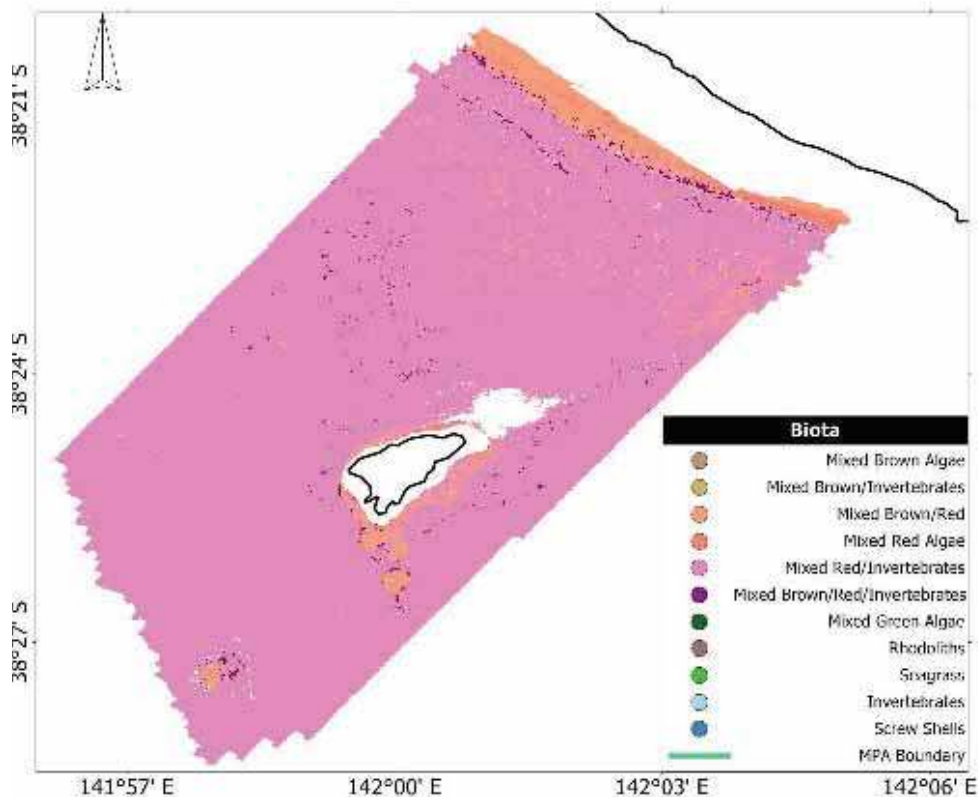 38°21' S
38°24' S
38°27' S
Biota
Mixed Brown Algae
Mixed Brown/Invertebrates
Mixed Brown/Red
Mixed Red Algae
Mixed Red/Invertebrates
Mixed Brown/Red/Invertebrates
Mixed Green Algae
Rhodoliths
Seagrass
Invertebrates
Screw Shells
MPA Boundary
141°57' E
142°00' E
142°03' E
142°06' E